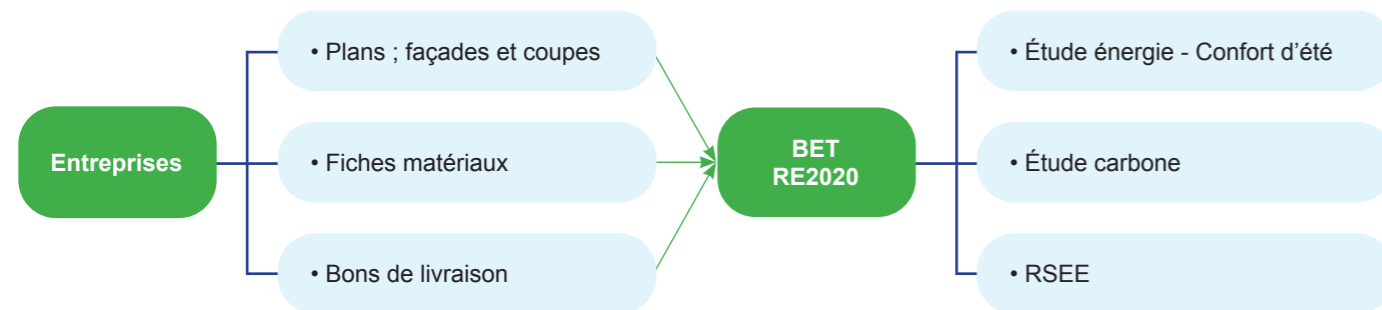 Entreprises
• Plans ; façades et coupes
• Fiches matériaux
• Bons de livraison
BET
RE2020
• Étude énergie - Confort d’été
• Étude carbone
• RSEE